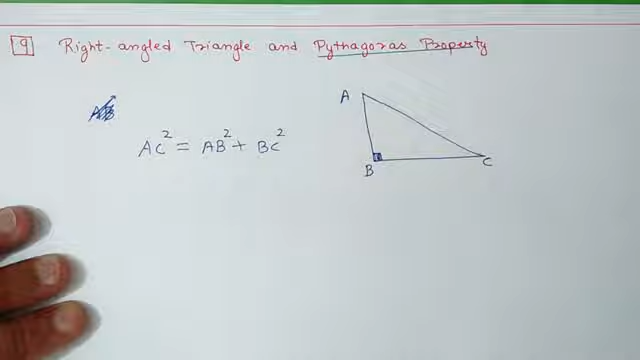 9 Right-angled Triangle and Pythagoras Property
A
AC² = AB² + BC²
B
C